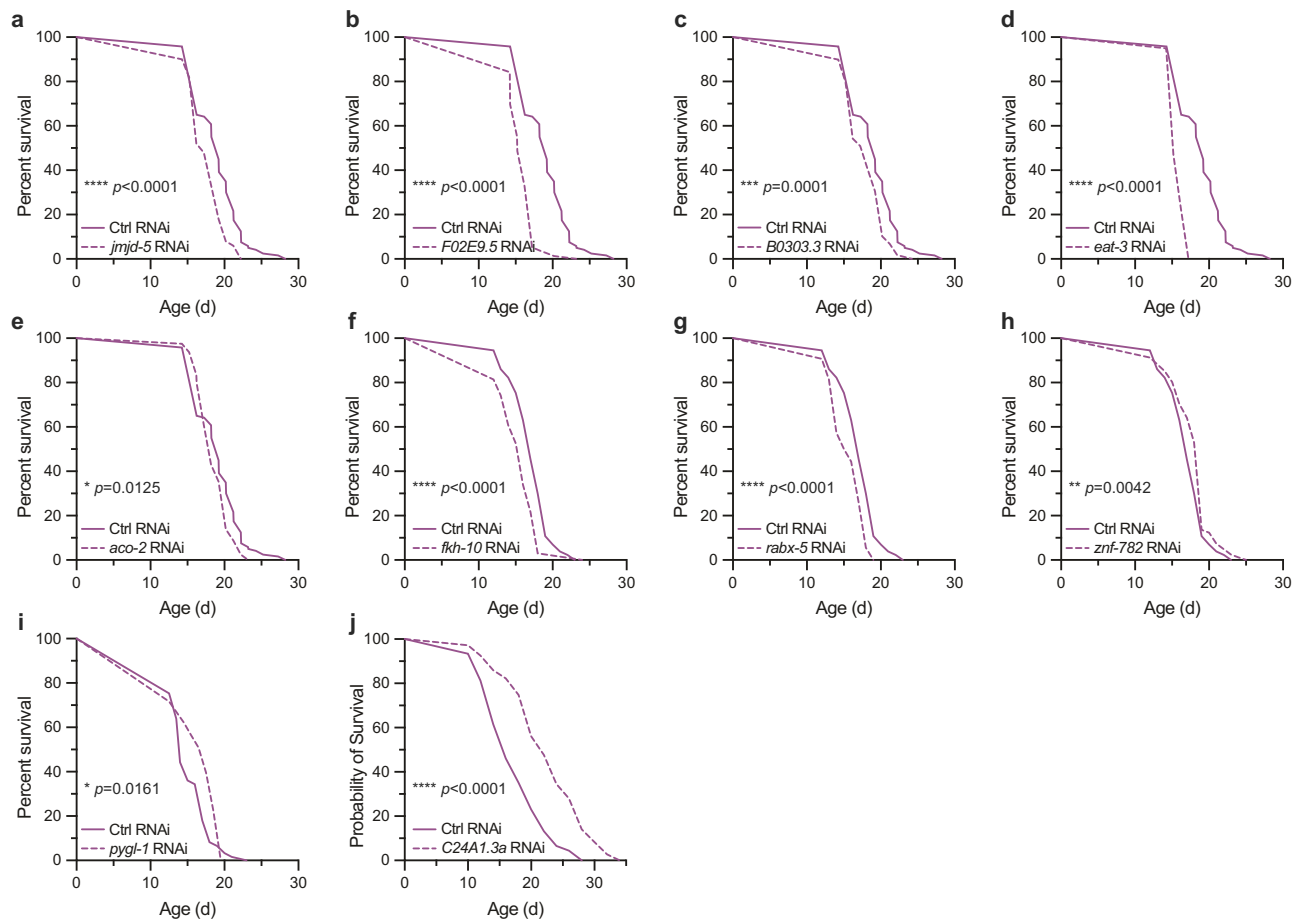 a
Percent survival
100
80
60
40
20
0
**** p<0.0001
Ctrl RNAi
jmjd-5 RNAi
0 10 20 30
Age (d)
b
Percent survival
100
80
60
40
20
0
**** p<0.0001
Ctrl RNAi
F02E9.5 RNAi
0 10 20 30
Age (d)
c
Percent survival
100
80
60
40
20
0
*** p=0.0001
Ctrl RNAi
B0303.3 RNAi
0 10 20 30
Age (d)
d
Percent survival
100
80
60
40
20
0
**** p<0.0001
Ctrl RNAi
eat-3 RNAi
0 10 20 30
Age (d)
e
Percent survival
100
80
60
40
20
0
* p=0.0125
Ctrl RNAi
aco-2 RNAi
0 10 20 30
Age (d)
f
Percent survival
100
80
60
40
20
0
**** p<0.0001
Ctrl RNAi
fkh-10 RNAi
0 10 20 30
Age (d)
g
Percent survival
100
80
60
40
20
0
**** p<0.0001
Ctrl RNAi
rabx-5 RNAi
0 10 20 30
Age (d)
h
Percent survival
100
80
60
40
20
0
** p=0.0042
Ctrl RNAi
znf-782 RNAi
0 10 20 30
Age (d)
i
Percent survival
100
80
60
40
20
0
* p=0.0161
Ctrl RNAi
pygl-1 RNAi
0 10 20 30
Age (d)
j
Probability of Survival
100
80
60
40
20
0
**** p<0.0001
Ctrl RNAi
C24A1.3a RNAi
0 10 20 30
Age (d)